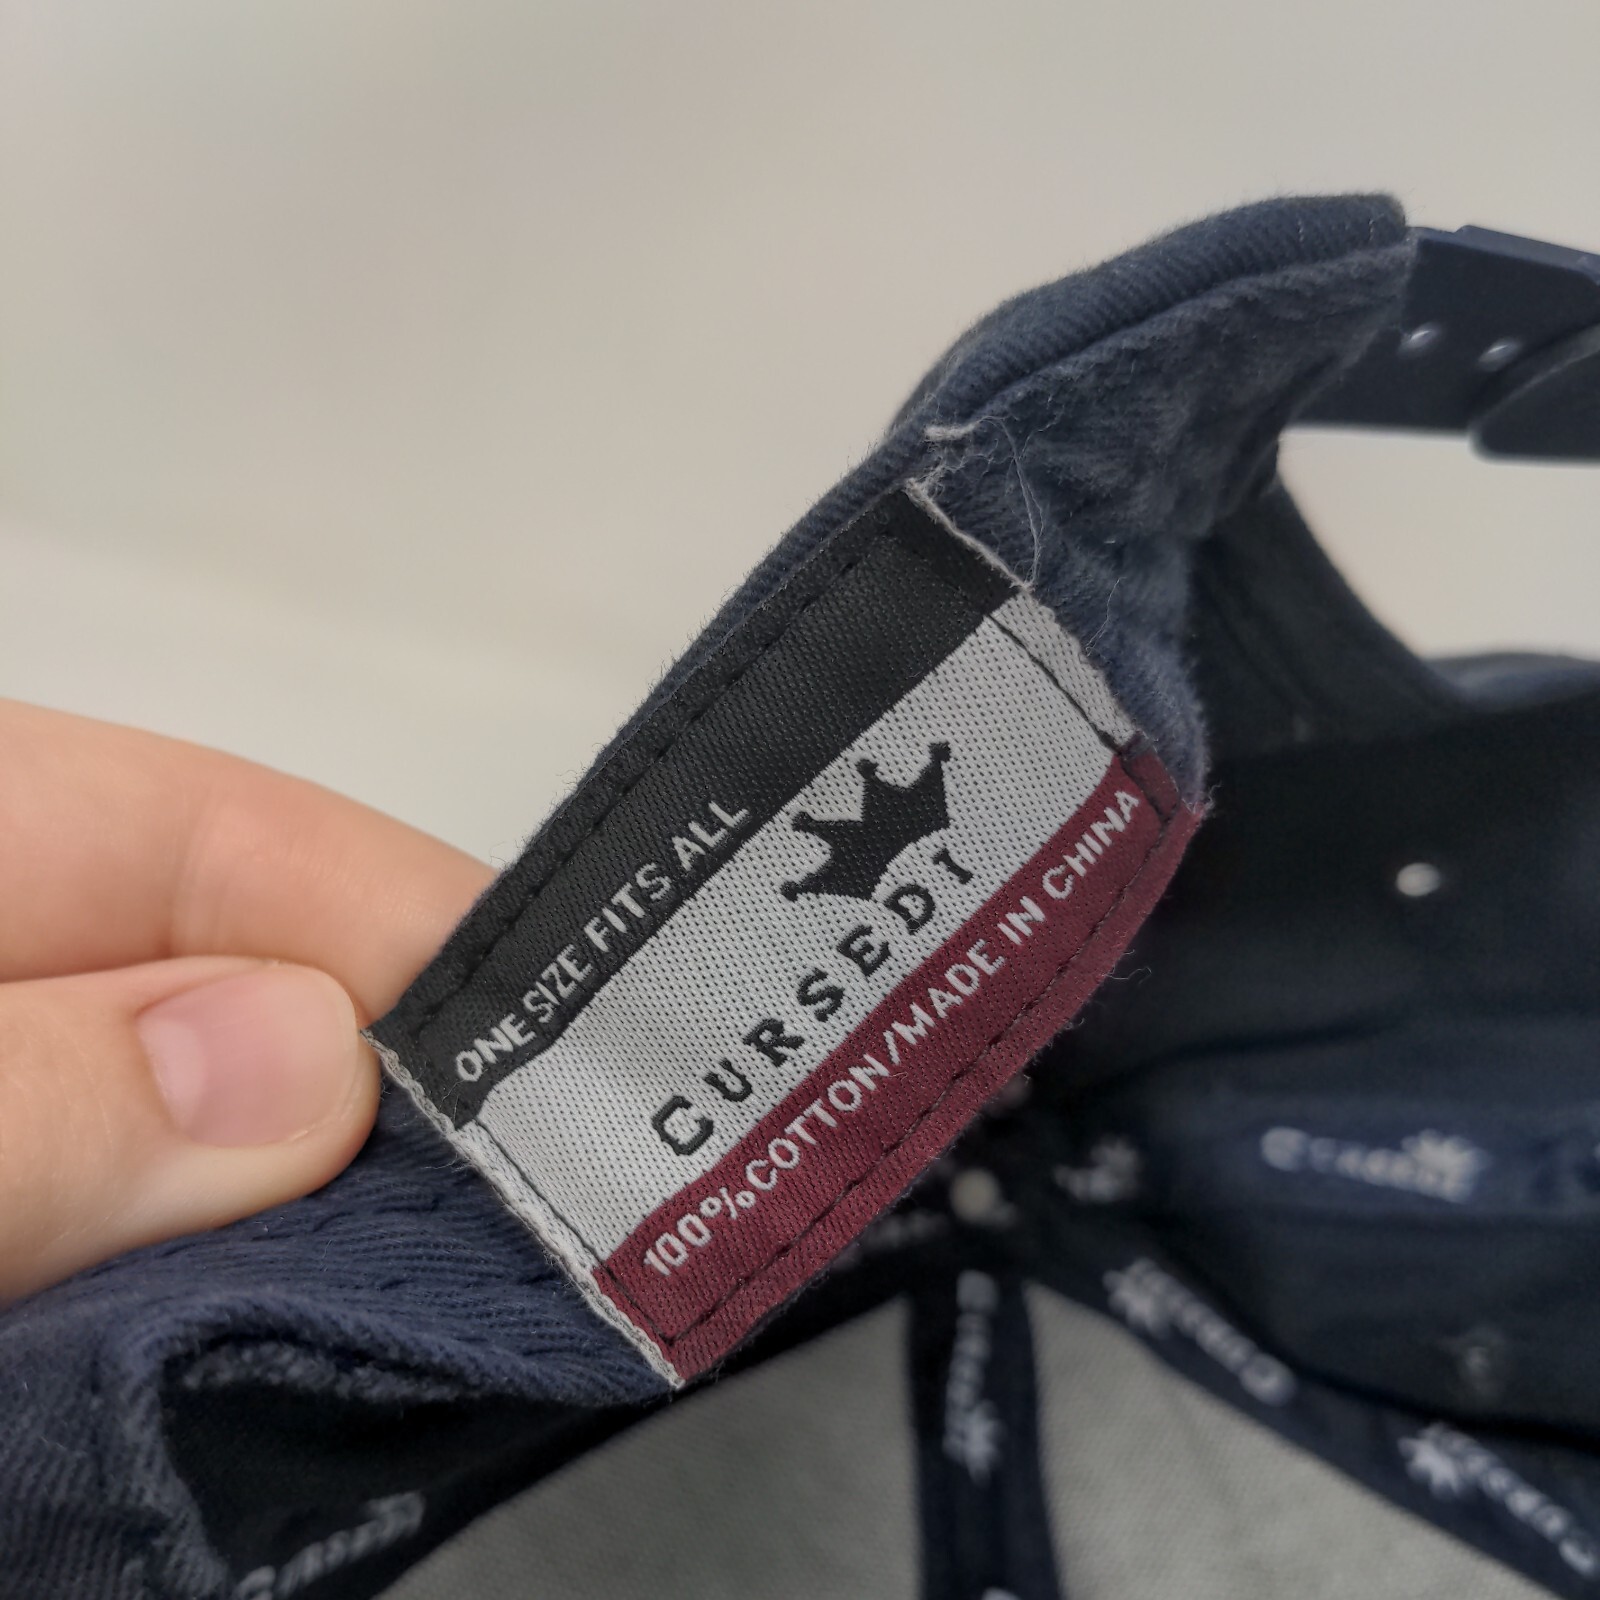 ONE SIZE FITS ALL
CURSEDI
100% COTTON/MADE IN CHINA